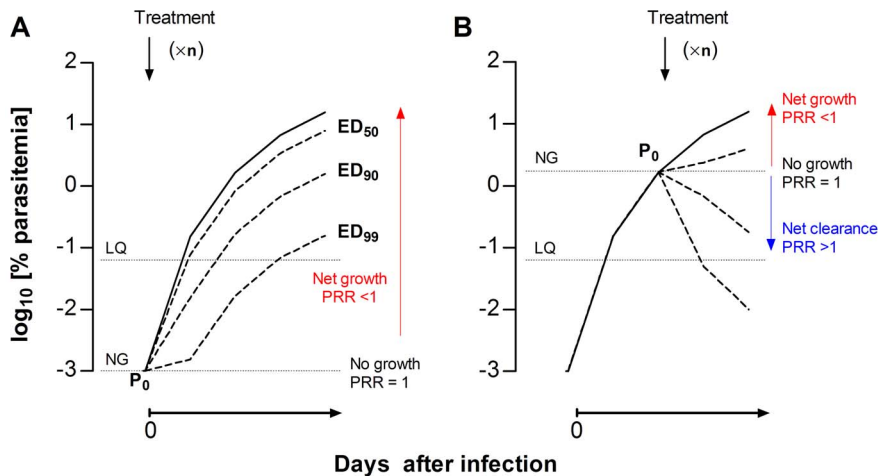 A
Treatment
(×n)
2
1
0
-1
-2
-3
log10 [% parasitemia]
LQ
NG
P0
ED50
ED90
ED99
Net growth
PRR <1
No growth
PRR = 1
0
B
Treatment
(×n)
2
1
0
-1
-2
-3
NG
LQ
P0
Net growth
PRR <1
No growth
PRR = 1
Net clearance
PRR >1
0
Days after infection